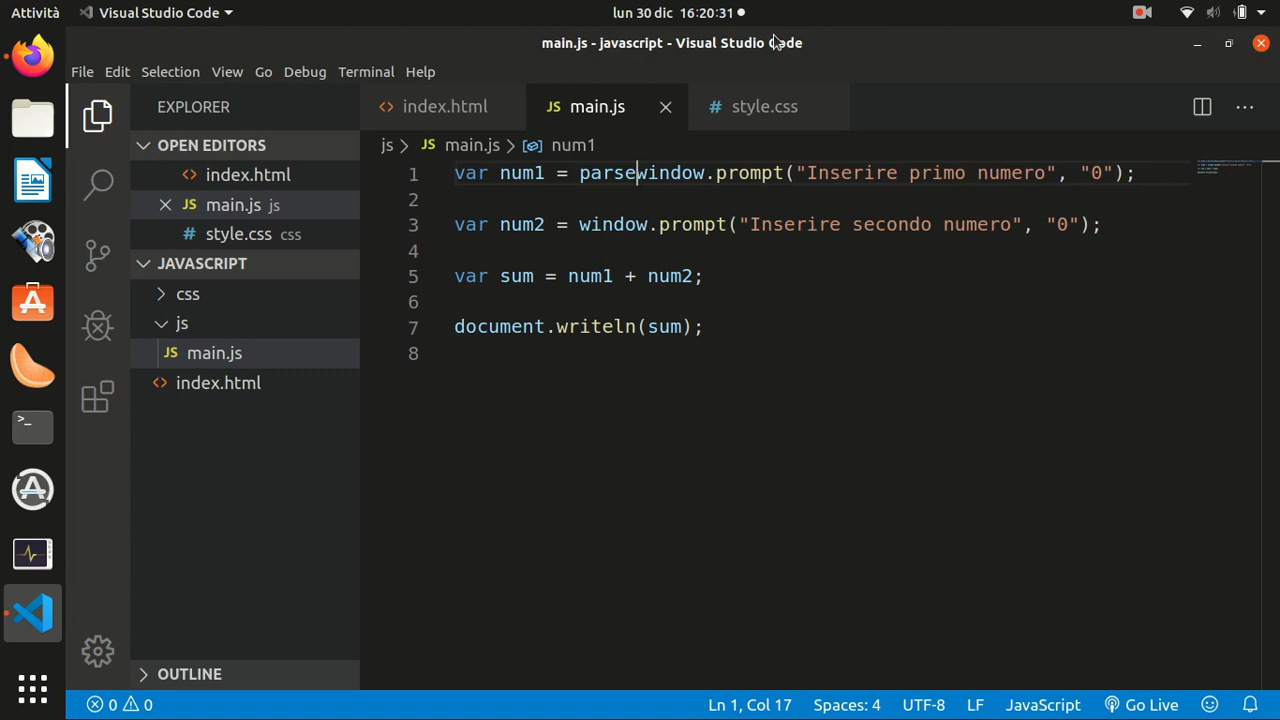 Attività Visual Studio Code lun 30 dic 16:20:31
main.js - javascript - Visual Studio Code
File Edit Selection View Go Debug Terminal Help
EXPLORER
OPEN EDITORS
index.html
main.js js
style.css css
JAVASCRIPT
css
js
JS main.js
index.html
OUTLINE
index.html JS main.js # style.css
js > JS main.js > num1
1 var num1 = parsewindow.prompt("Inserire primo numero", "0");
2
3 var num2 = window.prompt("Inserire secondo numero", "0");
4
5 var sum = num1 + num2;
6
7 document.writeln(sum);
8
0 0 Ln 1, Col 17 Spaces: 4 UTF-8 LF JavaScript Go Live